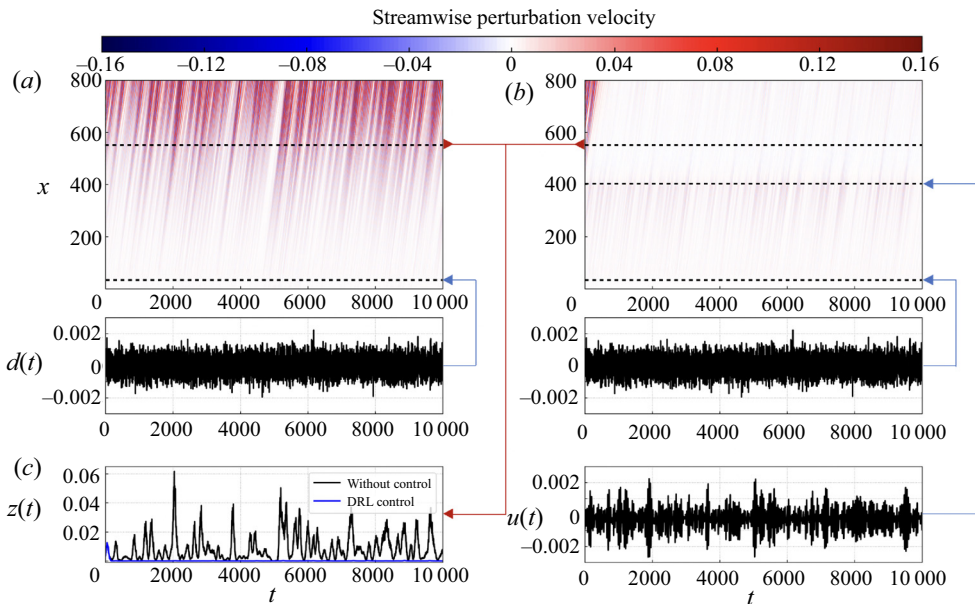 Streamwise perturbation velocity
–0.16 –0.12 –0.08 –0.04 0 0.04 0.08 0.12 0.16
(a) (b)
800
600
x
400
200
0 2000 4000 6000 8000 10 000
800
600
400
200
0 2000 4000 6000 8000 10 000
d(t)
0.002
0
–0.002
0 2000 4000 6000 8000 10 000
0.002
0
–0.002
0 2000 4000 6000 8000 10 000
(c)
z(t)
0.06
0.04
0.02
Without control
DRL control
0 2000 4000 6000 8000 10 000
t
u(t)
0.002
0
–0.002
0 2000 4000 6000 8000 10 000
t